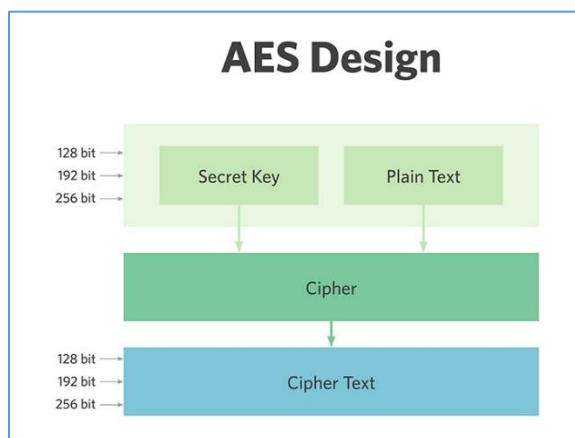 AES Design
128 bit
192 bit
256 bit
Secret Key
Plain Text
Cipher
128 bit
192 bit
256 bit
Cipher Text